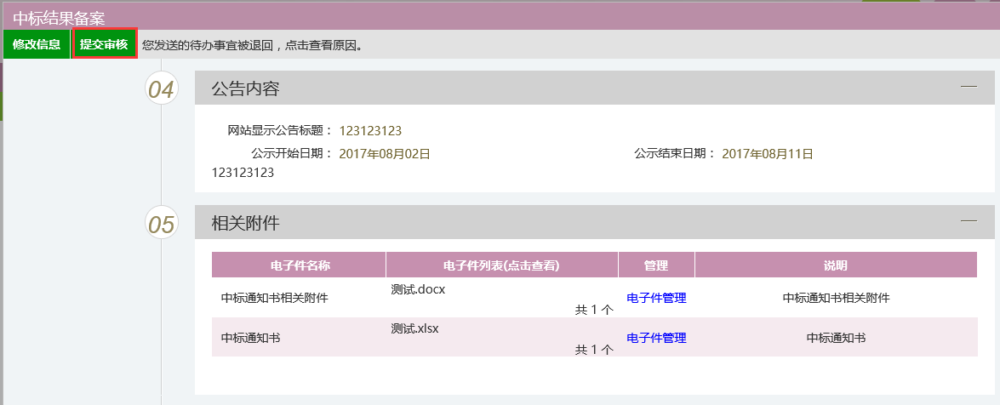 中标结果备案
修改信息 提交审核 您发送的待办事宜被退回，点击查看原因。
04 公告内容
网站显示公告标题： 123123123
公示开始日期： 2017年08月02日 公示结束日期： 2017年08月11日
123123123
05 相关附件
电子件名称 电子件列表(点击查看) 管理 说明
中标通知书相关附件 测试.docx 共 1 个 电子件管理 中标通知书相关附件
中标通知书 测试.xlsx 共 1 个 电子件管理 中标通知书